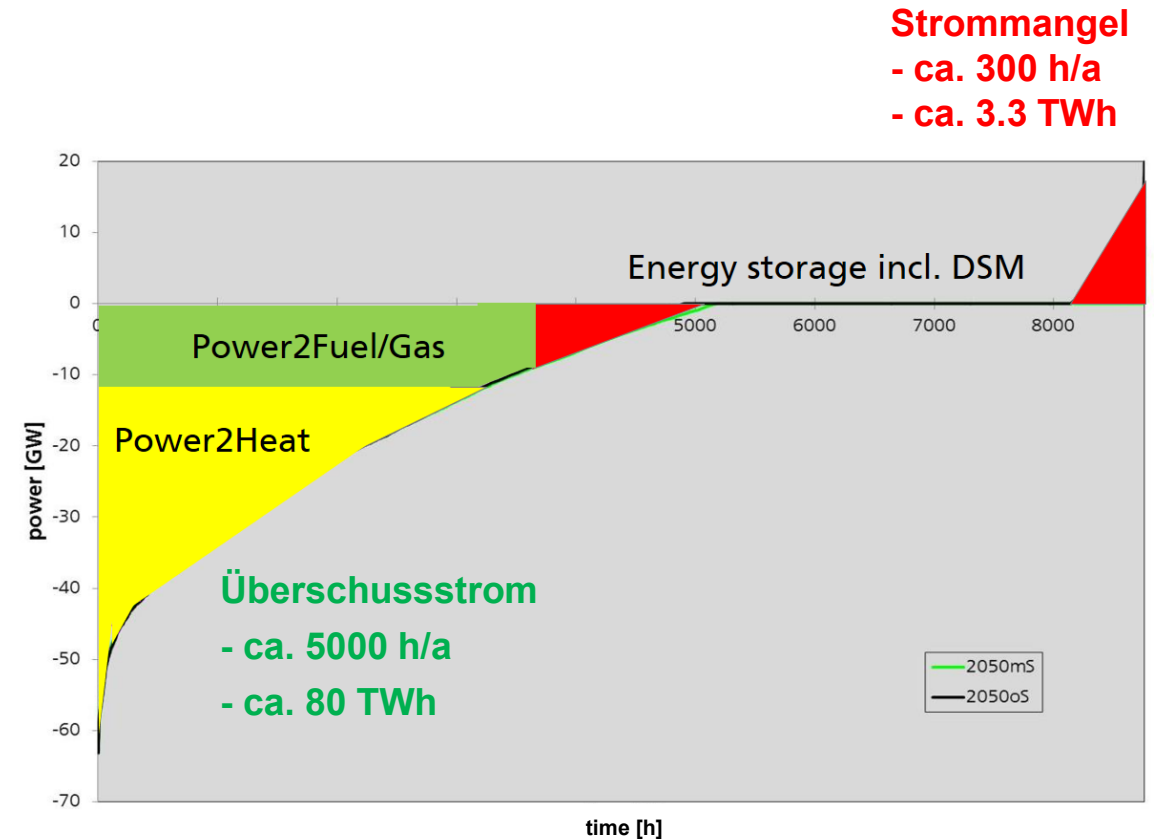 Strommangel
- ca. 300 h/a
- ca. 3.3 TWh
20
10
Energy storage incl. DSM
0
5000 6000 7000 8000
Power2Fuel/Gas
-10
Power2Heat
-20
power [GW]
-30
-40
Überschussstrom
- ca. 5000 h/a
-50
2050mS
- ca. 80 TWh
2050oS
-60
-70
time [h]